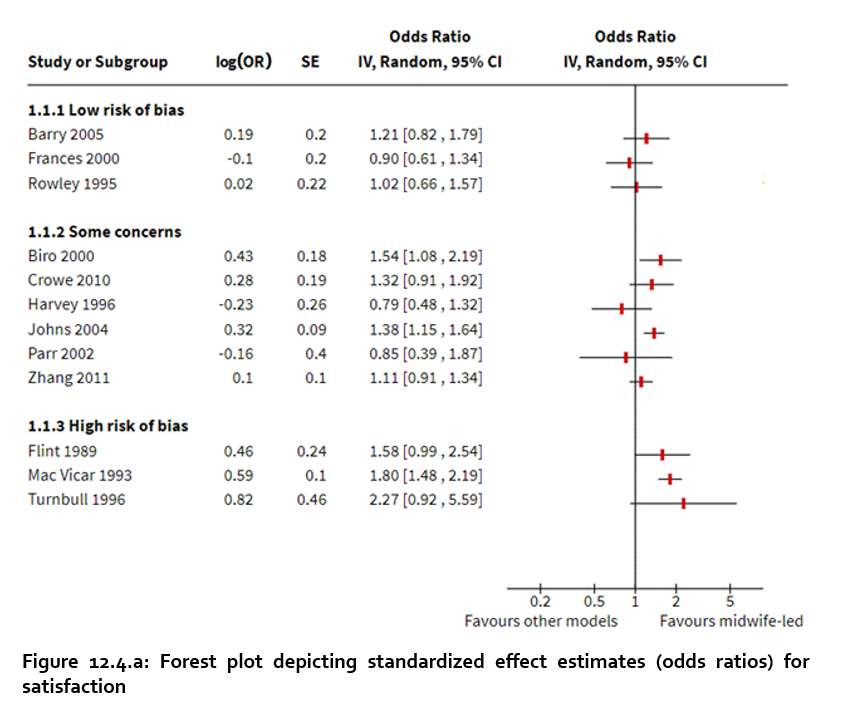 Odds Ratio Odds Ratio
Study or Subgroup log(OR) SE IV, Random, 95% CI IV, Random, 95% CI
1.1.1 Low risk of bias
Barry 2005 0.19 0.2 1.21 [0.82 , 1.79]
Frances 2000 -0.1 0.2 0.90 [0.61 , 1.34]
Rowley 1995 0.02 0.22 1.02 [0.66 , 1.57]
1.1.2 Some concerns
Biro 2000 0.43 0.18 1.54 [1.08 , 2.19]
Crowe 2010 0.28 0.19 1.32 [0.91 , 1.92]
Harvey 1996 -0.23 0.26 0.79 [0.48 , 1.32]
Johns 2004 0.32 0.09 1.38 [1.15 , 1.64]
Parr 2002 -0.16 0.4 0.85 [0.39 , 1.87]
Zhang 2011 0.1 0.1 1.11 [0.91 , 1.34]
1.1.3 High risk of bias
Flint 1989 0.46 0.24 1.58 [0.99 , 2.54]
Mac Vicar 1993 0.59 0.1 1.80 [1.48 , 2.19]
Turnbull 1996 0.82 0.46 2.27 [0.92 , 5.59]
0.2 0.5 1 2 5
Favours other models Favours midwife-led
Figure 12.4.a: Forest plot depicting standardized effect estimates (odds ratios) for
satisfaction